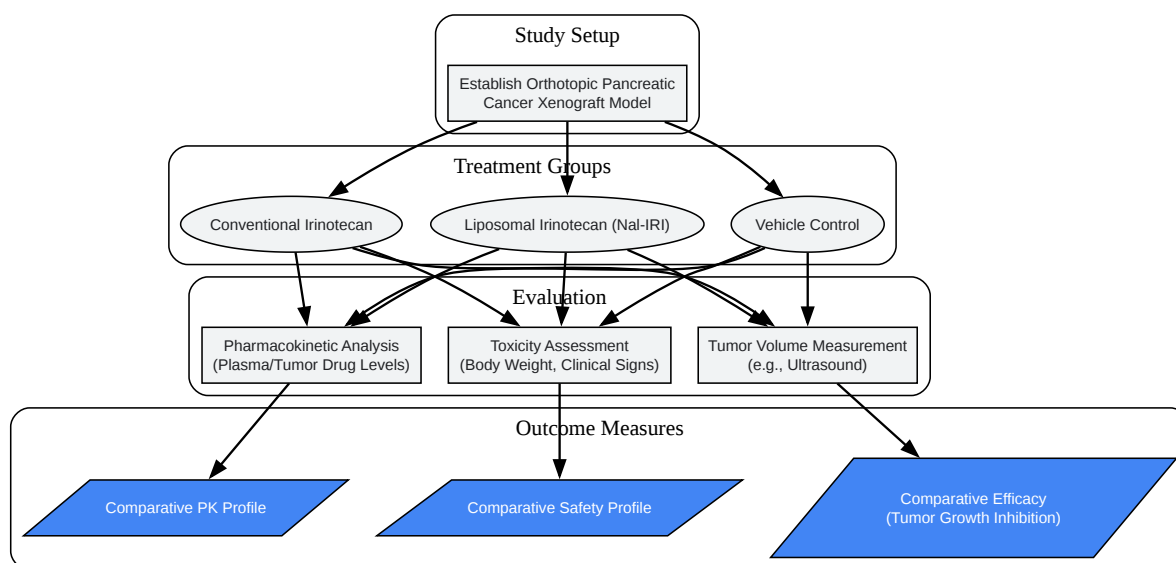 Study Setup
Establish Orthotopic Pancreatic
Cancer Xenograft Model
Treatment Groups
Conventional Irinotecan
Liposomal Irinotecan (Nal-IRI)
Vehicle Control
Evaluation
Pharmacokinetic Analysis
(Plasma/Tumor Drug Levels)
Toxicity Assessment
(Body Weight, Clinical Signs)
Tumor Volume Measurement
(e.g., Ultrasound)
Outcome Measures
Comparative PK Profile
Comparative Safety Profile
Comparative Efficacy
(Tumor Growth Inhibition)